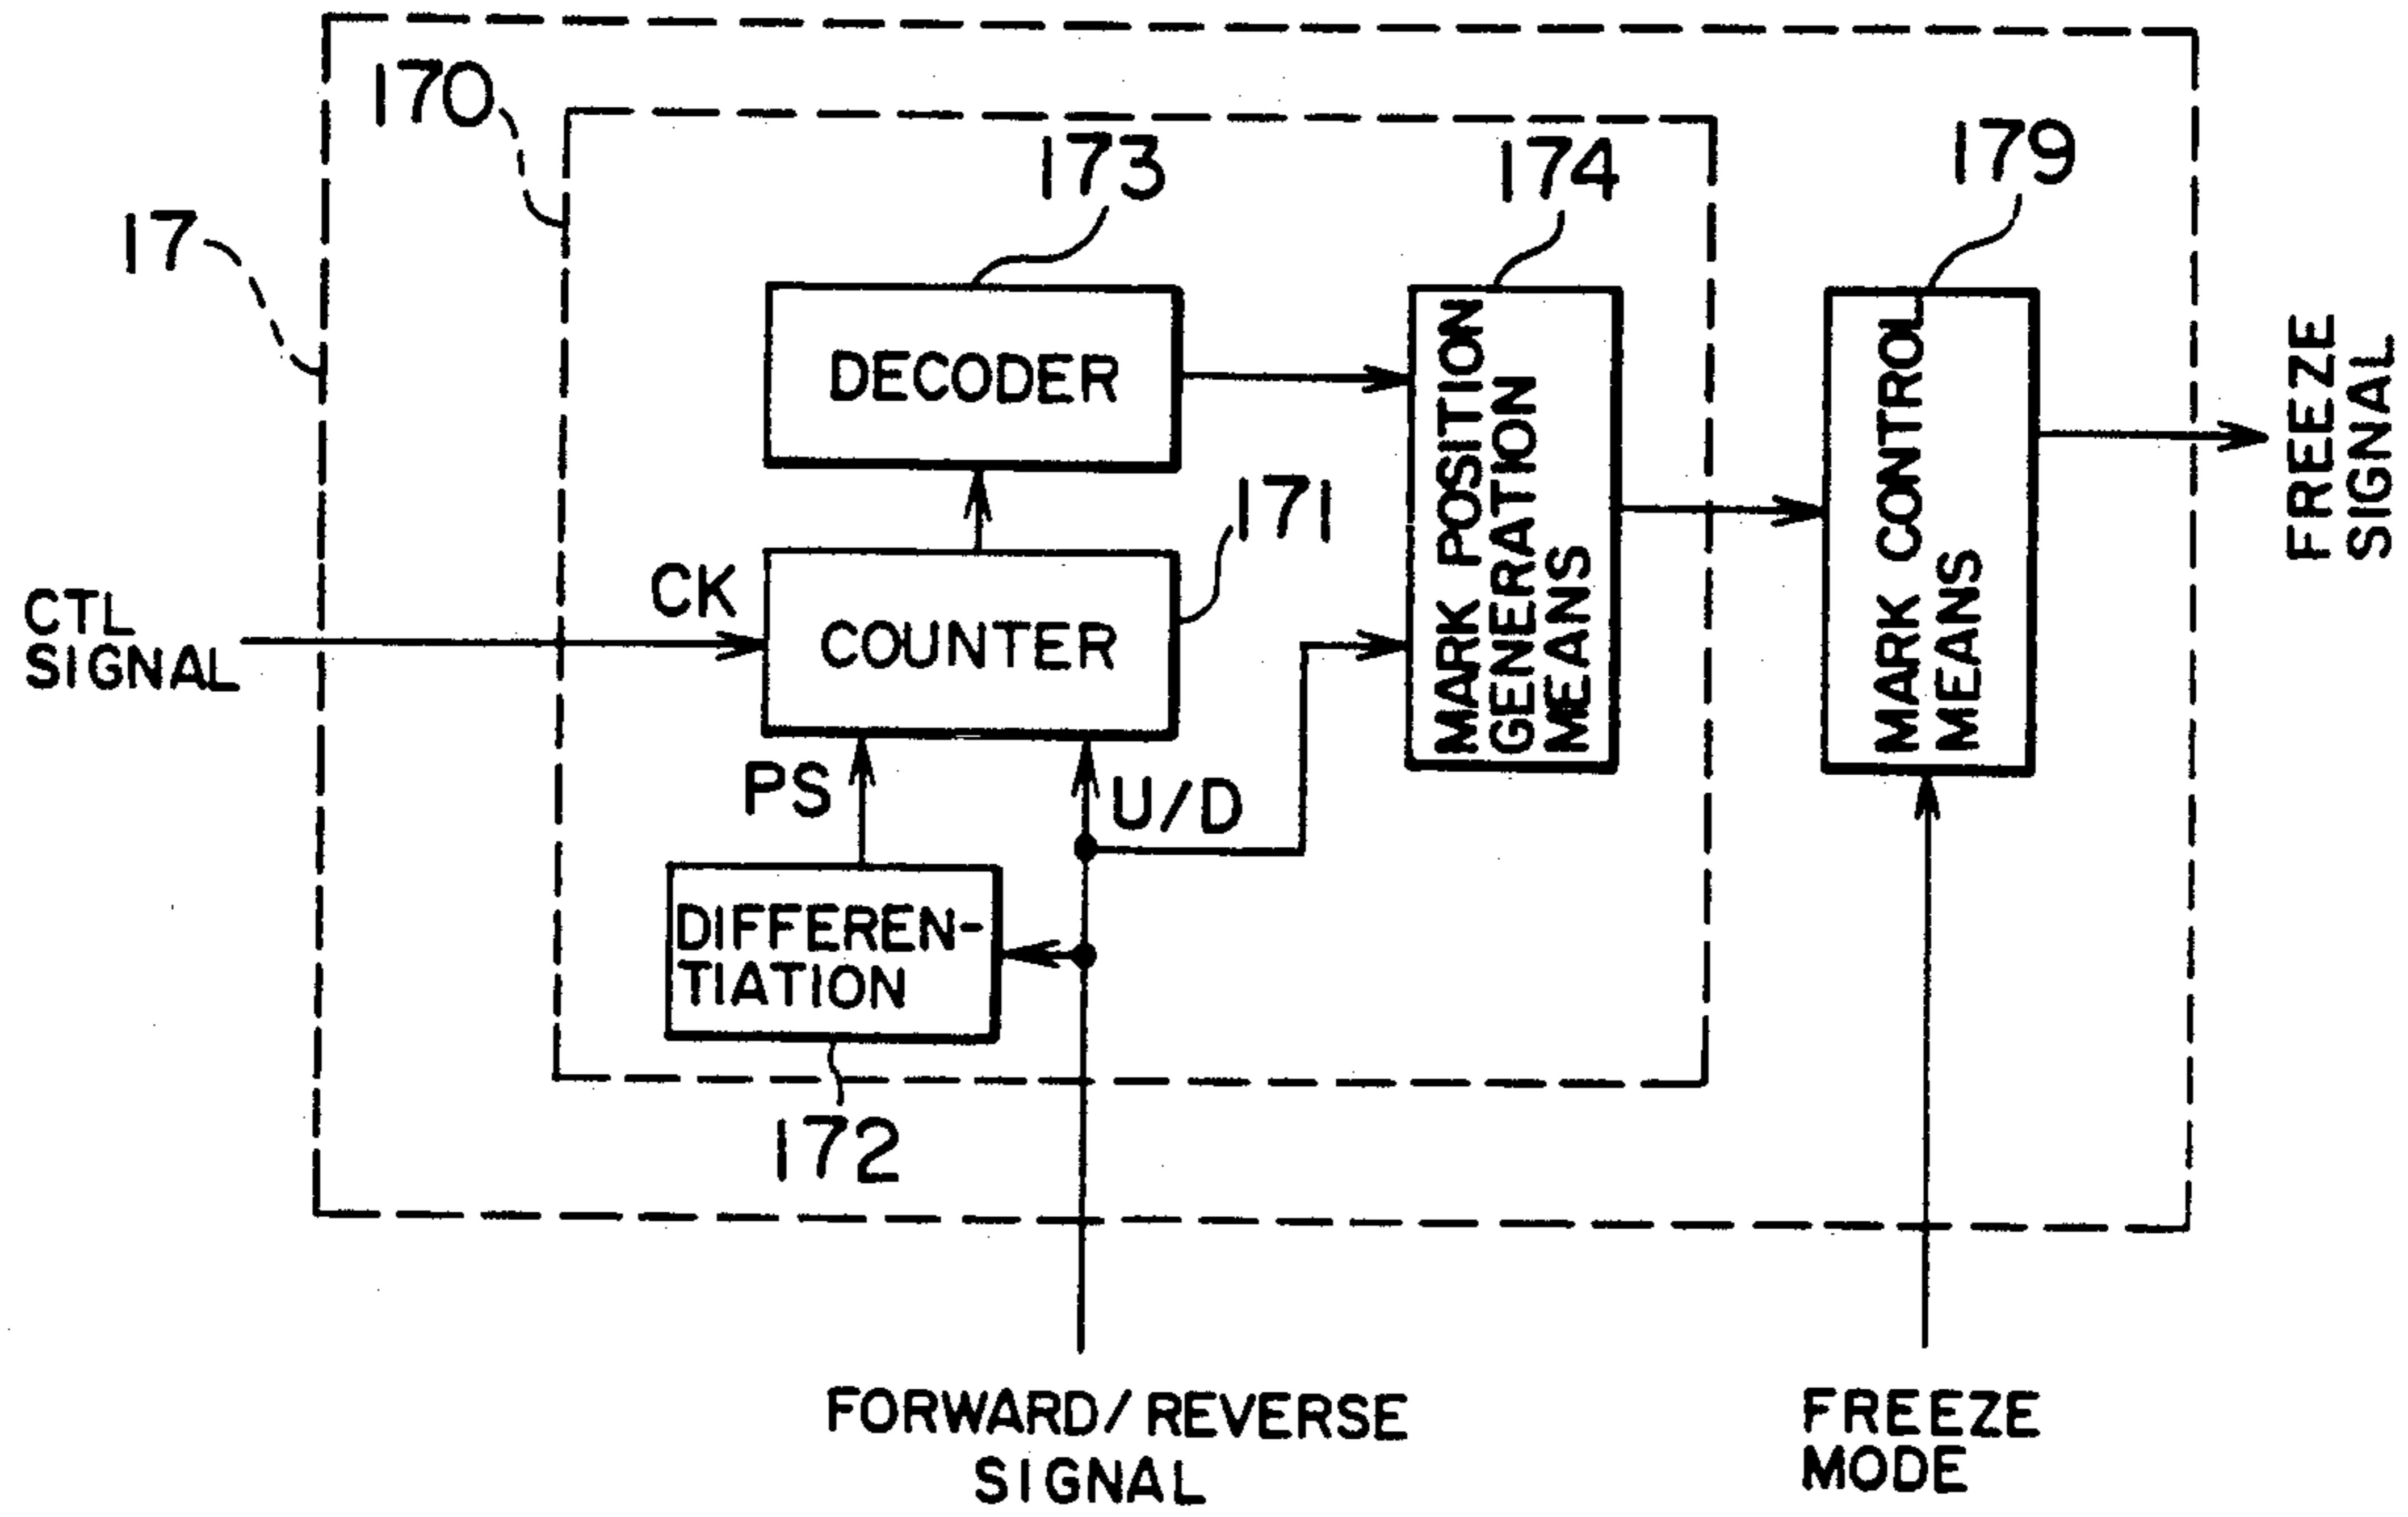 170
173
174
179
17
DECODER
MARK POSITION
GENERATION
MEANS
MARK CONTROL
MEANS
FREEZE
SIGNAL
171
CTL
SIGNAL
CK
COUNTER
PS
U/D
DIFFEREN-
TIATION
172
FORWARD/REVERSE
SIGNAL
FREEZE
MODE